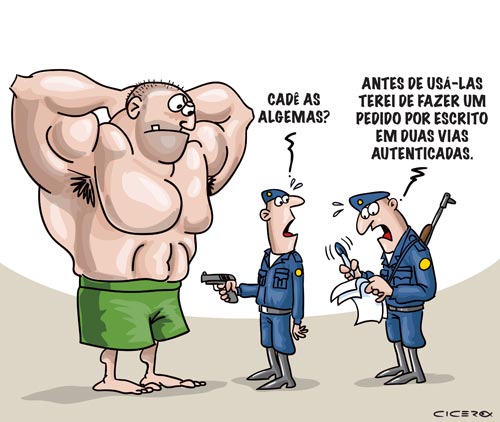 CADÊ AS
ALGEMAS?
ANTES DE USÁ-LAS
TEREI DE FAZER UM
PEDIDO POR ESCRITO
EM DUAS VIAS
AUTENTICADAS.
CICERO